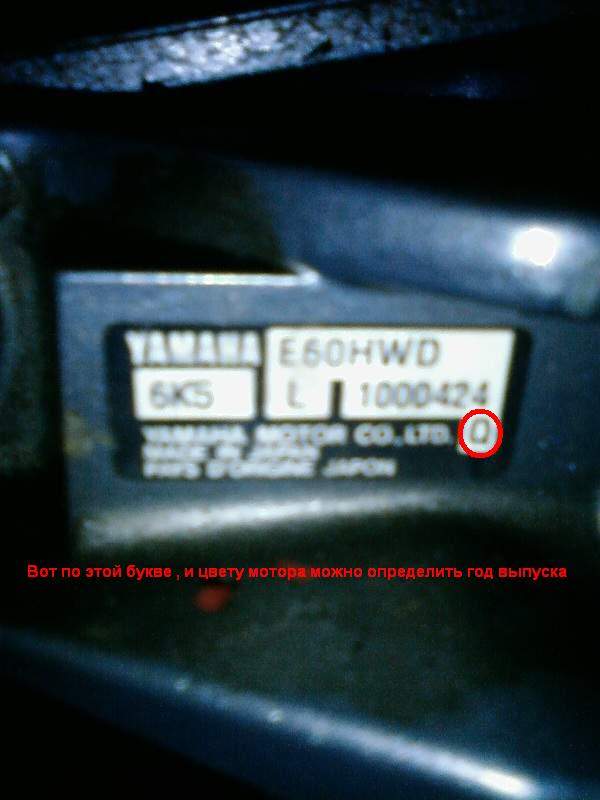 YAMAHA E60HWD
6K5 L 1000424
YAMAHA MOTOR CO.,LTD. Q
MADE IN JAPAN
PAYS D'ORIGINE JAPON
Вот по этой букве , и цвету мотора можно определить год выпуска